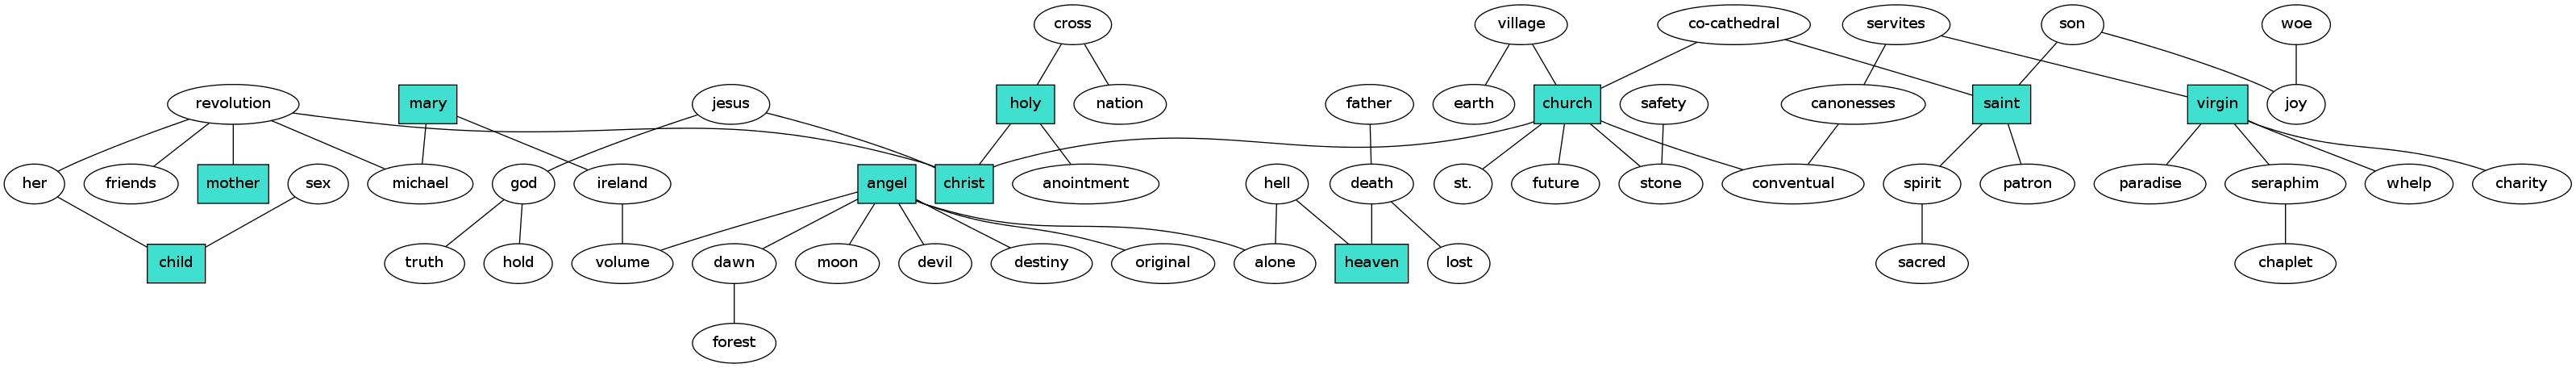 cross
village
co-cathedral
servites
son
woe
revolution
mary
jesus
holy
nation
father
earth
church
safety
canonesses
saint
virgin
joy
her
friends
mother
sex
michael
god
ireland
angel
christ
anointment
hell
death
st.
future
stone
conventual
spirit
patron
paradise
seraphim
whelp
charity
child
truth
hold
volume
dawn
moon
devil
destiny
original
alone
heaven
lost
sacred
chaplet
forest